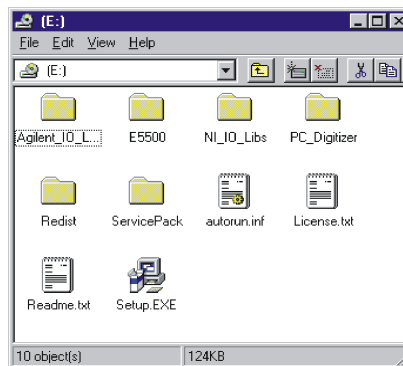 (E:)
File Edit View Help
(E:)
Agilent_IO_L... E5500 NI_IO_Libs PC_Digitizer
Redist ServicePack autorun.inf License.txt
Readme.txt Setup.EXE
10 object(s) 124KB